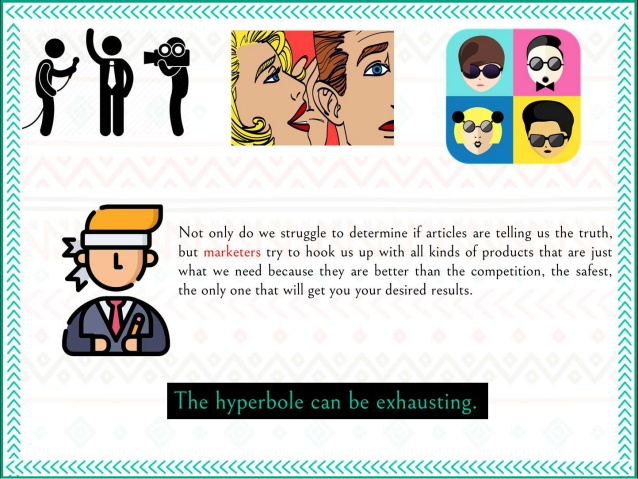 Not only do we struggle to determine if articles are telling us the truth,
but marketers try to hook us up with all kinds of products that are just
what we need because they are better than the competition, the safest,
the only one that will get you your desired results.
The hyperbole can be exhausting.